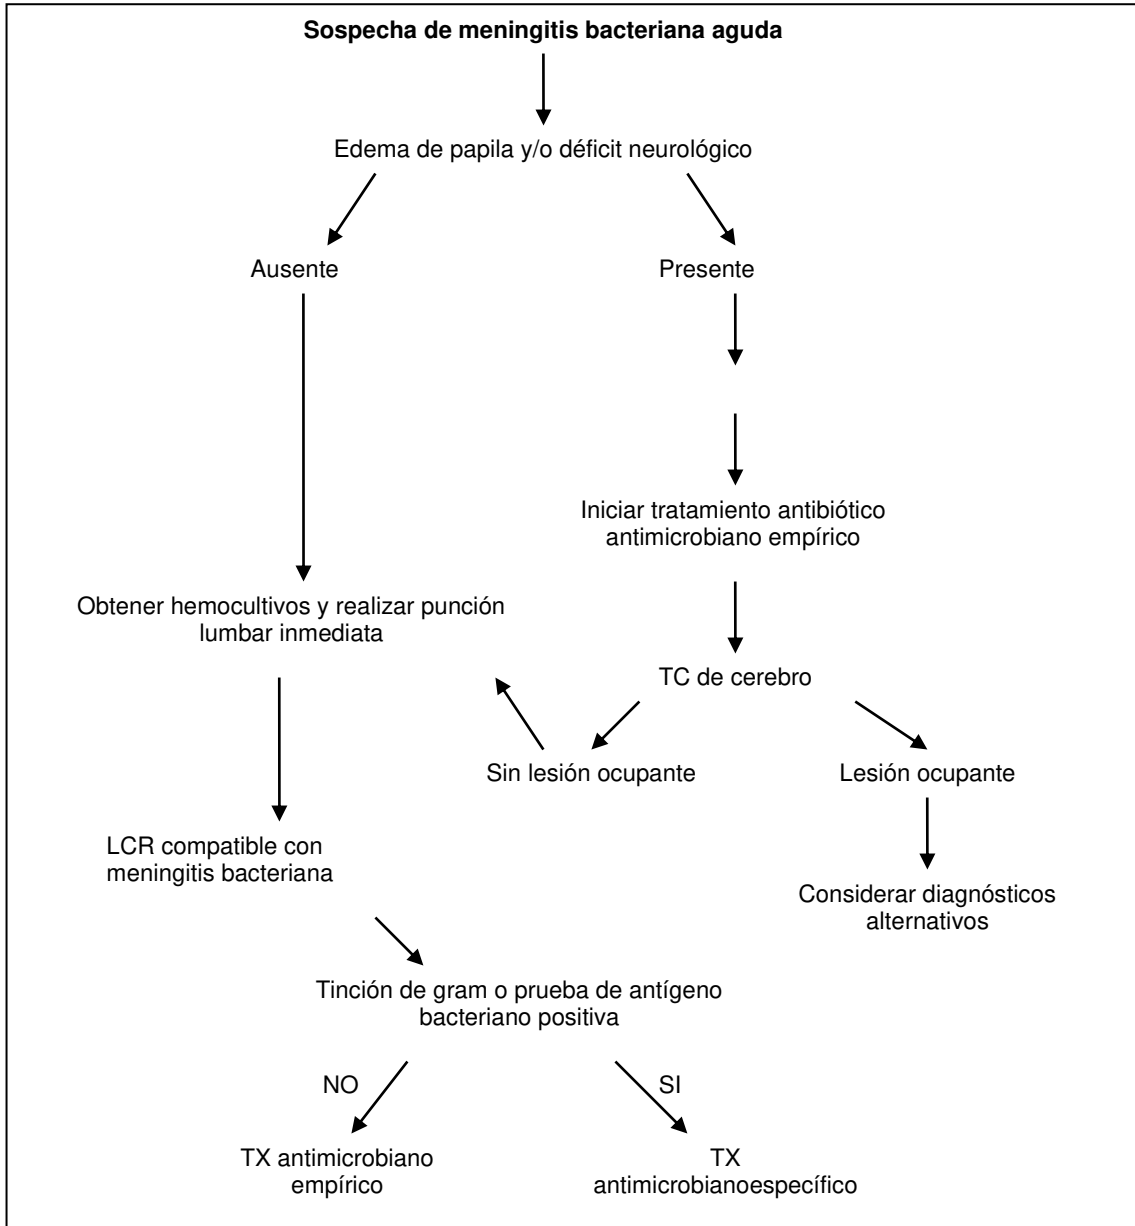 Sospecha de meningitis bacteriana aguda
Edema de papila y/o déficit neurológico
Ausente
Presente
Iniciar tratamiento antibiótico
antimicrobiano empírico
Obtener hemocultivos y realizar punción
lumbar inmediata
TC de cerebro
Sin lesión ocupante
Lesión ocupante
LCR compatible con
meningitis bacteriana
Considerar diagnósticos
alternativos
Tinción de gram o prueba de antígeno
bacteriano positiva
NO
SI
TX antimicrobiano
empírico
TX
antimicrobianoespecífico